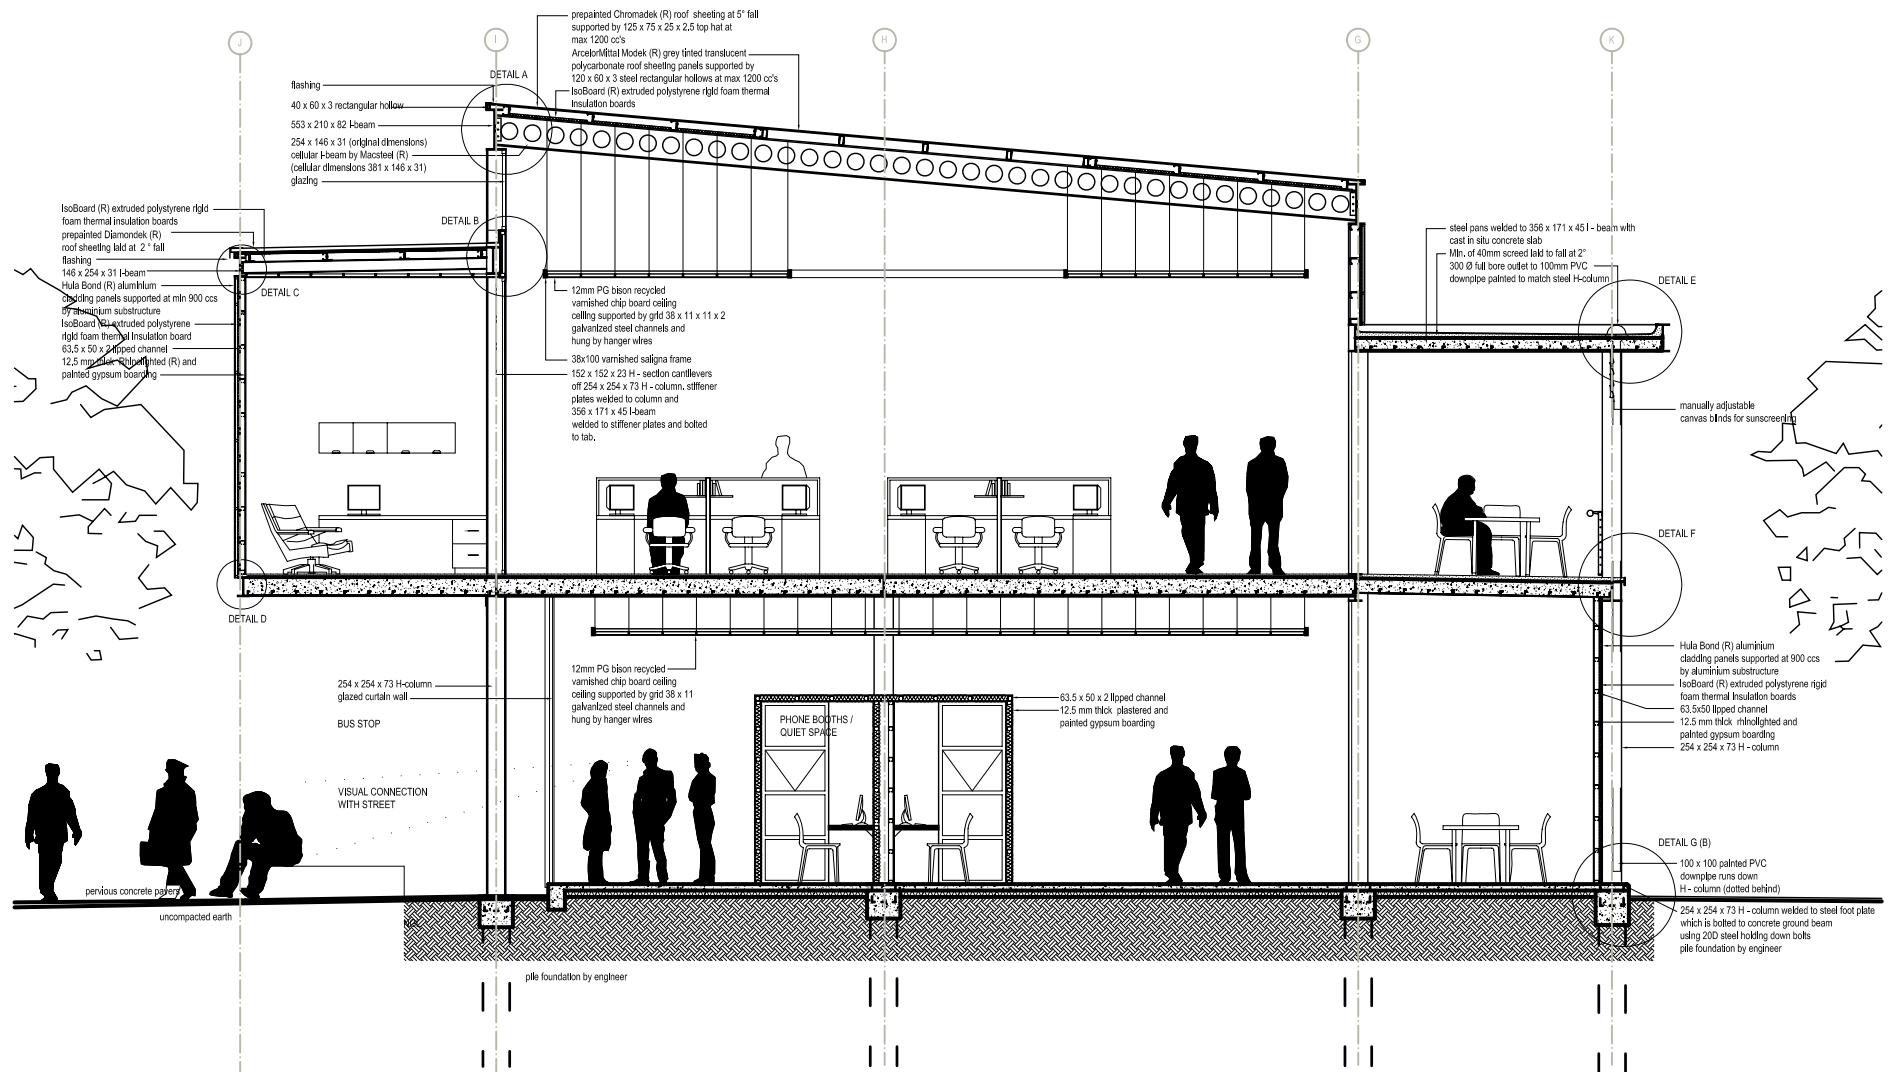 J
I
H
G
K
prepainted Chromadek (R) roof sheeting at 5° fall
supported by 125 x 75 x 25 x 2.5 top hat at
max 1200 cc's
ArcelorMittal Modek (R) grey tinted translucent
polycarbonate roof sheeting panels supported by
120 x 60 x 3 steel rectangular hollows at max 1200 cc's
IsoBoard (R) extruded polystyrene rigid foam thermal
insulation boards
DETAIL A
flashing
40 x 60 x 3 rectangular hollow
553 x 210 x 82 I-beam
254 x 146 x 31 (original dimensions)
cellular I-beam by Macsteel (R)
(cellular dimensions 381 x 146 x 31)
glazing
DETAIL B
IsoBoard (R) extruded polystyrene rigid
foam thermal insulation boards
prepainted Diamondek (R)
roof sheeting laid at 2 ° fall
flashing
146 x 254 x 31 I-beam
Hula Bond (R) aluminium
cladding panels supported at min 900 ccs
by aluminium substructure
IsoBoard (R) extruded polystyrene
rigid foam thermal insulation board
63,5 x 50 x 2 lipped channel
12.5 mm thick Rhinolighted (R) and
painted gypsum boarding
DETAIL C
12mm PG bison recycled
varnished chip board ceiling
ceiling supported by grid 38 x 11 x 11 x 2
galvanized steel channels and
hung by hanger wires
38x100 varnished saligna frame
152 x 152 x 23 H - section cantilevers
off 254 x 254 x 73 H - column. stiffener
plates welded to column and
356 x 171 x 45 I-beam
welded to stiffener plates and bolted
to tab.
steel pans welded to 356 x 171 x 45 I - beam with
cast in situ concrete slab
Min. of 40mm screed laid to fall at 2°
300 Ø full bore outlet to 100mm PVC
downpipe painted to match steel H-column
DETAIL E
manually adjustable
canvas blinds for sunscreening
DETAIL F
DETAIL D
12mm PG bison recycled
varnished chip board ceiling
ceiling supported by grid 38 x 11
galvanized steel channels and
hung by hanger wires
254 x 254 x 73 H-column
glazed curtain wall
BUS STOP
PHONE BOOTHS /
QUIET SPACE
63.5 x 50 x 2 lipped channel
12.5 mm thick plastered and
painted gypsum boarding
Hula Bond (R) aluminium
cladding panels supported at 900 ccs
by aluminium substructure
IsoBoard (R) extruded polystyrene rigid
foam thermal insulation boards
63.5x50 lipped channel
12.5 mm thick rhinolighted and
painted gypsum boarding
254 x 254 x 73 H - column
VISUAL CONNECTION
WITH STREET
DETAIL G (B)
100 x 100 painted PVC
downpipe runs down
H - column (dotted behind)
254 x 254 x 73 H - column welded to steel foot plate
which is bolted to concrete ground beam
using 20D steel holding down bolts
pile foundation by engineer
pervious concrete pavers
uncompacted earth
NGL
pile foundation by engineer